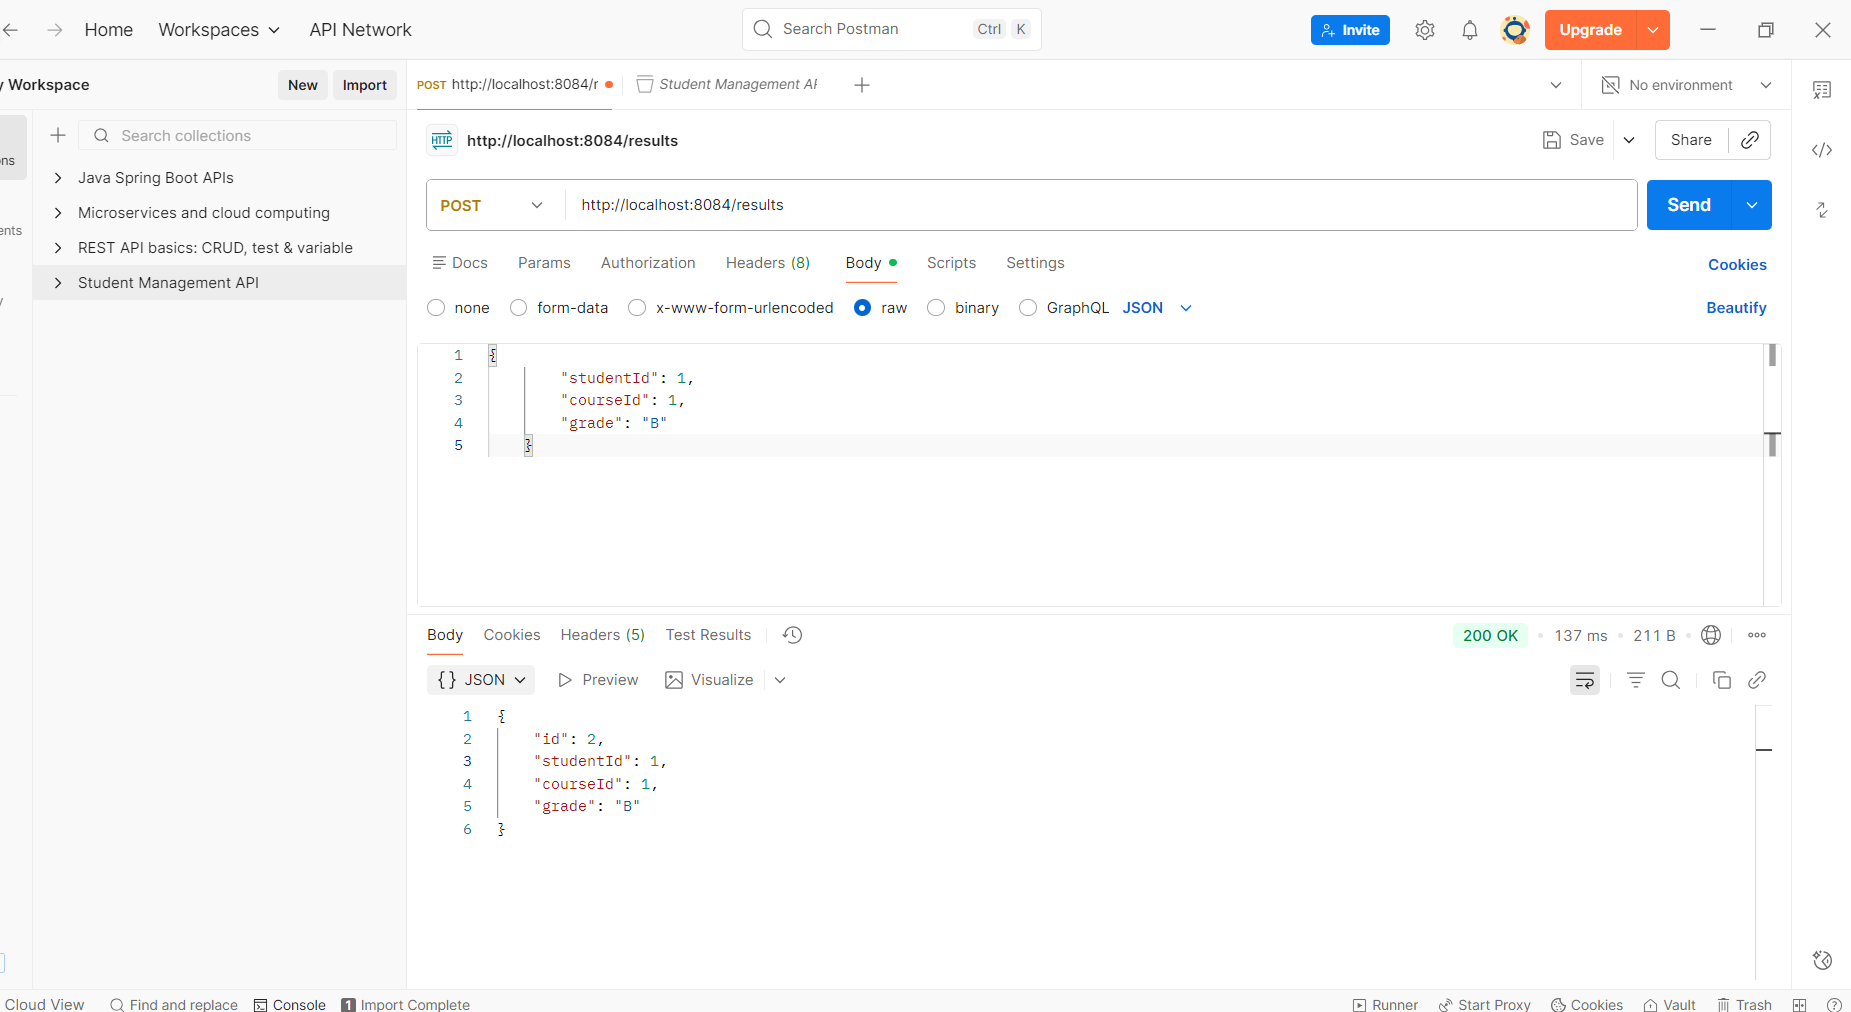 Home Workspaces API Network Search Postman Ctrl K Invite Upgrade
y Workspace New Import POST http://localhost:8084/r Student Management AP No environment
Search collections
ons
ents
y
Java Spring Boot APIs
Microservices and cloud computing
REST API basics: CRUD, test & variable
Student Management API
HTTP http://localhost:8084/results Save Share
POST http://localhost:8084/results Send
Docs Params Authorization Headers (8) Body Scripts Settings Cookies
none form-data x-www-form-urlencoded raw binary GraphQL JSON Beautify
1 {
2 "studentId": 1,
3 "courseId": 1,
4 "grade": "B"
5 }
Body Cookies Headers (5) Test Results 200 OK 137 ms 211 B
{} JSON Preview Visualize
1 {
2 "id": 2,
3 "studentId": 1,
4 "courseId": 1,
5 "grade": "B"
6 }
Cloud View Find and replace Console 1 Import Complete Runner Start Proxy Cookies Vault Trash